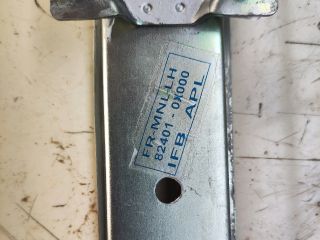 FR-MNL.LH
82401 - 0X000
IFB APL